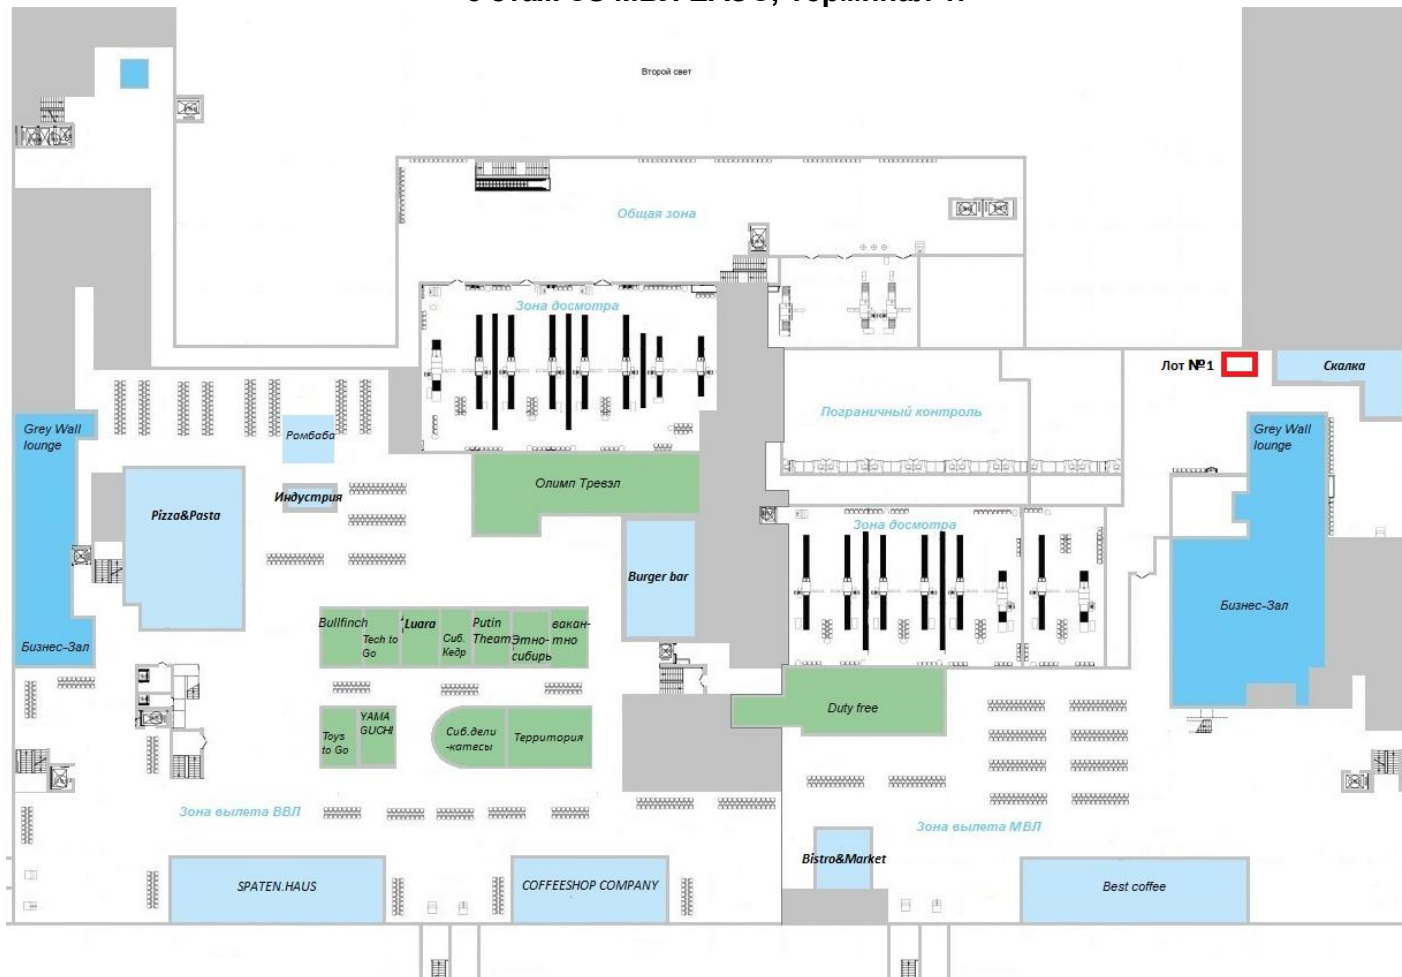 Второй свет
Общая зона
Зона досмотра
Лот №1
Скалка
Пограничный контроль
Grey Wall
lounge
Ромбаба
Grey Wall
lounge
Олимп Тревэл
Индустрия
Pizza&Pasta
Зона досмотра
Burger bar
Бизнес-Зал
Bullfinch
Tech to
Go
Luara
Сиб.
Кедр
Putin
Theam
Этно-
сибирь
вакан-
тно
Бизнес-Зал
Duty free
Toys
to Go
YAMA
GUCHI
Сиб.дели
-катесы
Территория
Зона вылета ВВЛ
Зона вылета МВЛ
Bistro&Market
SPATEN.HAUS
COFFEESHOP COMPANY
Best coffee